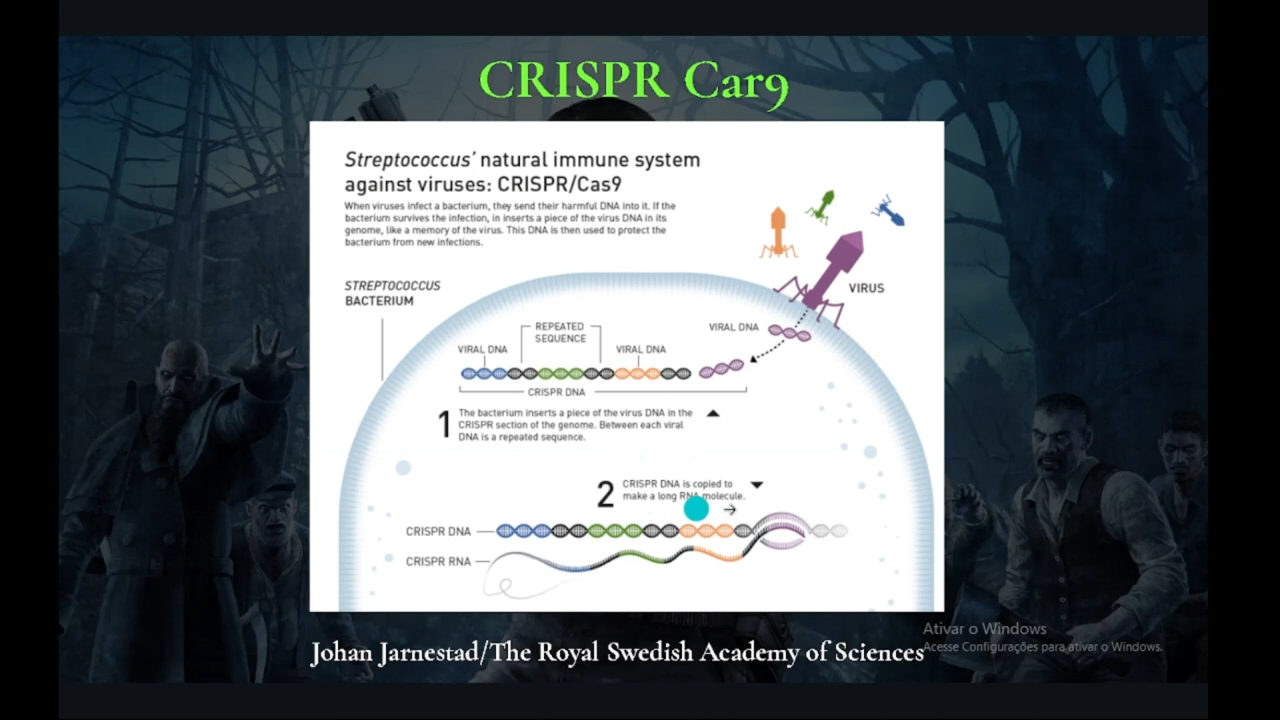 CRISPR Car9
Streptococcus' natural immune system
against viruses: CRISPR/Cas9
When viruses infect a bacterium, they send their harmful DNA into it. If the
bacterium survives the infection, in inserts a piece of the virus DNA in its
genome, like a memory of the virus. This DNA is then used to protect the
bacterium from new infections.
STREPTOCOCCUS
BACTERIUM
VIRUS
VIRAL DNA
REPEATED
SEQUENCE
VIRAL DNA
VIRAL DNA
CRISPR DNA
1
The bacterium inserts a piece of the virus DNA in the
CRISPR section of the genome. Between each viral
DNA is a repeated sequence.
2
CRISPR DNA is copied to
make a long RNA molecule.
CRISPR DNA
CRISPR RNA
Ativar o Windows
Acesse Configurações para ativar o Windows.
Johan Jarnestad/The Royal Swedish Academy of Sciences